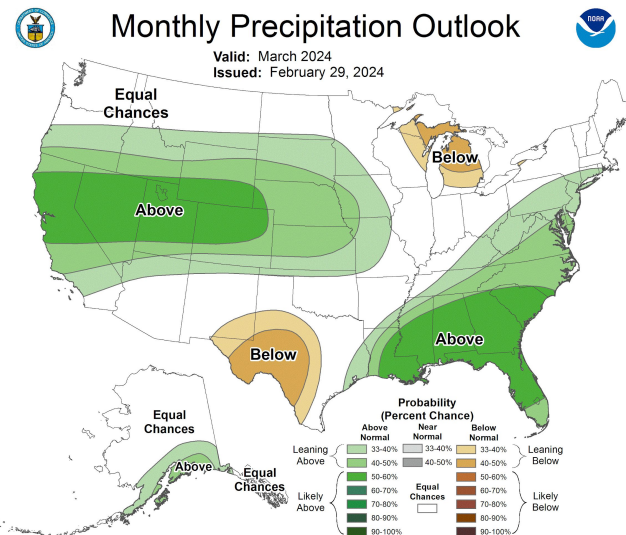 Monthly Precipitation Outlook
NOAA
Valid: March 2024
Issued: February 29, 2024
Equal
Chances
Below
Above
Above
Below
Equal
Chances
Above
Equal
Chances
Probability
(Percent Chance)
Above
Normal
Near
Normal
Below
Normal
Leaning
Above
33-40% 33-40% 33-40%
40-50% 40-50% 40-50%
Leaning
Below
Likely
Above
50-60% 50-60%
60-70% 60-70%
70-80% 70-80%
80-90% 80-90%
90-100% 90-100%
Equal
Chances
Likely
Below